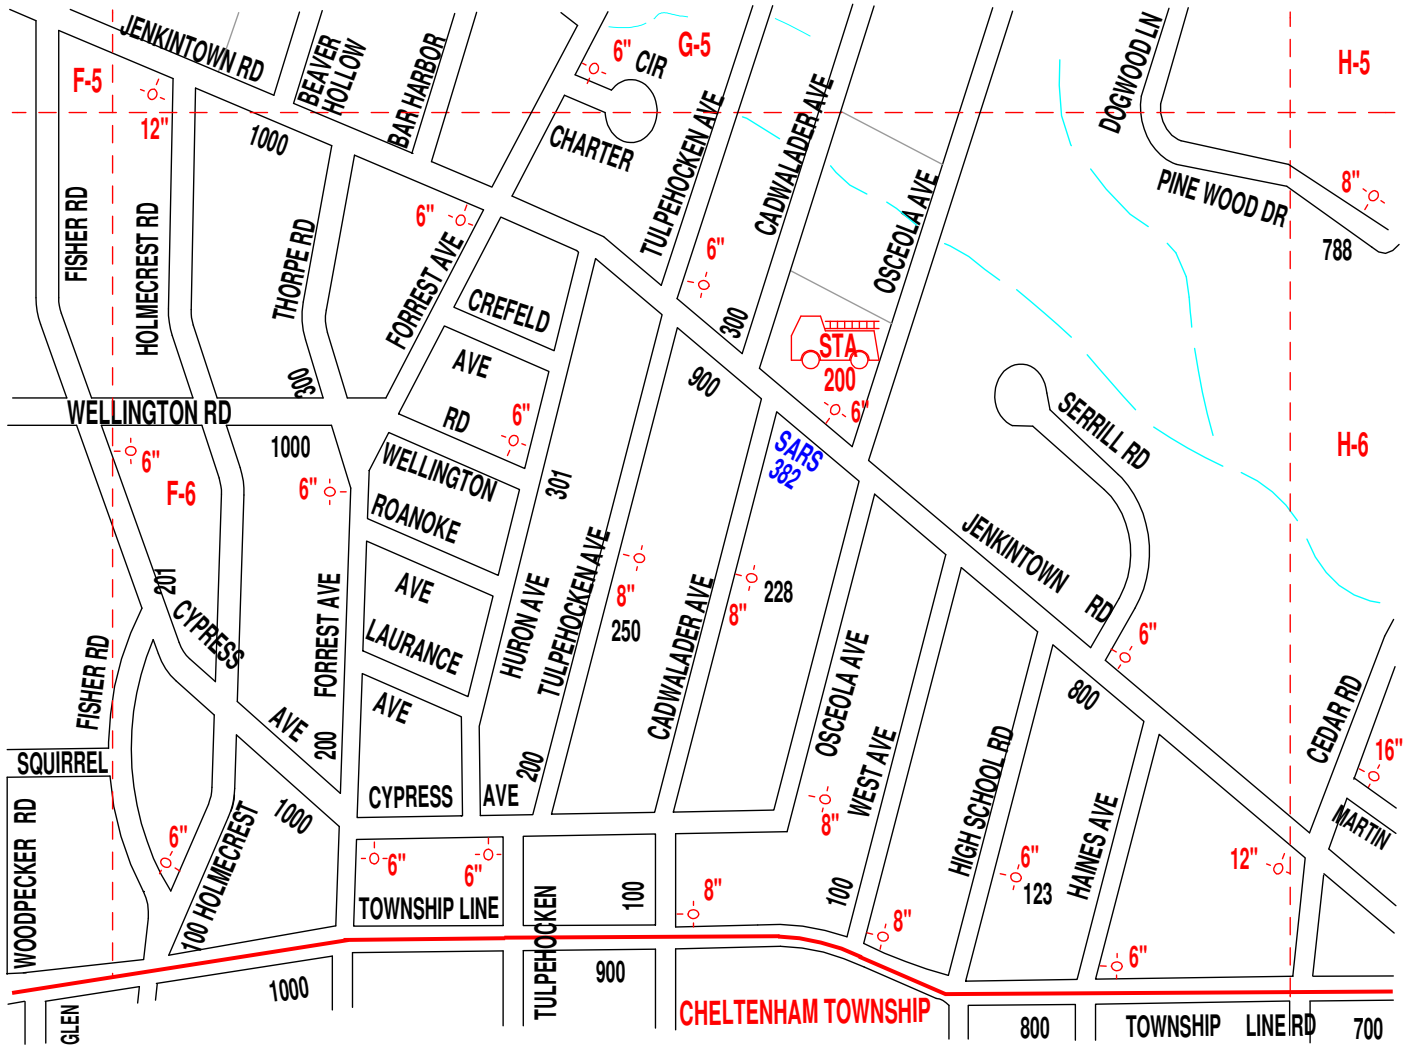 JENKINTOWN RD
BEAVER
HOLLOW
BAR HARBOR
6"
CIR
G-5
DOGWOOD LN
H-5
F-5
12"
1000
CHARTER
TULPEHOCKEN AVE
CADWALADER AVE
OSCEOLA AVE
PINE WOOD DR
8"
788
FISHER RD
HOLMECREST RD
THORPE RD
6"
FORREST AVE
6"
CREFELD
300
STA
200
6"
AVE
RD
6"
900
300
WELLINGTON RD
1000
6"
F-6
6"
WELLINGTON
ROANOKE
301
SARS
382
SERRILL RD
H-6
JENKINTOWN
RD
6"
201
CYPRESS
AVE
FORREST AVE
200
AVE
LAURANCE
AVE
HURON AVE
TULPEHOCKEN AVE
8"
250
CADWALADER AVE
8"
228
OSCEOLA AVE
WEST AVE
8"
800
FISHER RD
SQUIRREL
WOODPECKER RD
6"
1000
100 HOLMECREST
CYPRESS
AVE
200
6"
6"
TOWNSHIP LINE
TULPEHOCKEN
100
8"
100
8"
HIGH SCHOOL RD
6"
123
HAINES AVE
6"
12"
CEDAR RD
16"
MARTIN
GLEN
1000
900
CHELTENHAM TOWNSHIP
800
TOWNSHIP LINE RD
700